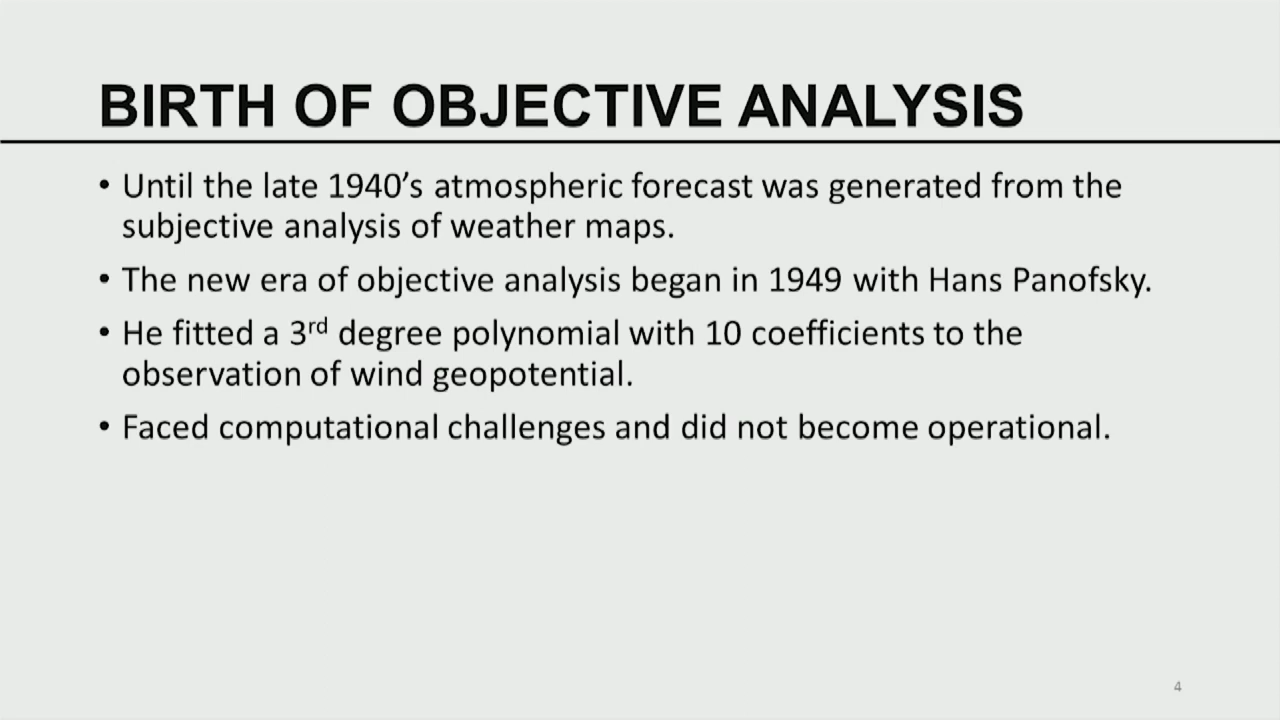 BIRTH OF OBJECTIVE ANALYSIS
• Until the late 1940’s atmospheric forecast was generated from the
subjective analysis of weather maps.
• The new era of objective analysis began in 1949 with Hans Panofsky.
• He fitted a 3rd degree polynomial with 10 coefficients to the
observation of wind geopotential.
• Faced computational challenges and did not become operational.
4